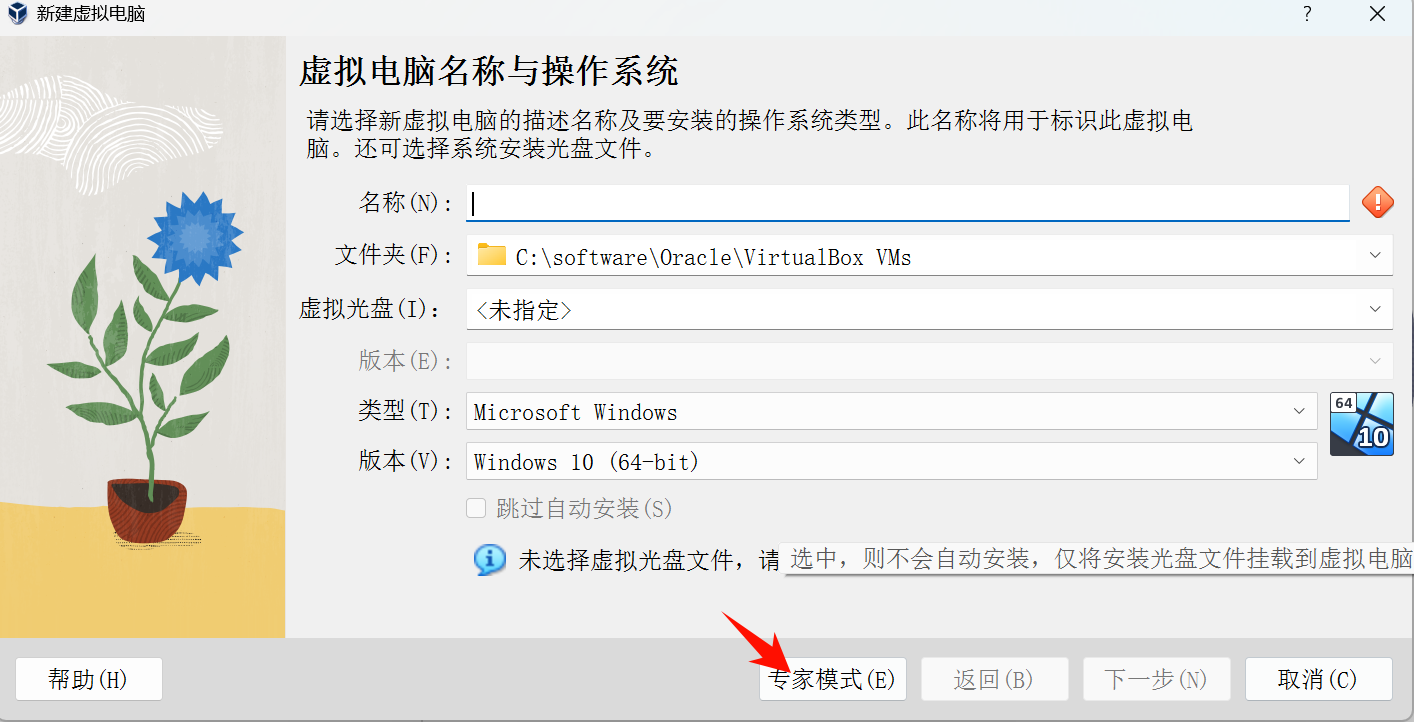 新建虚拟电脑
?
虚拟电脑名称与操作系统
请选择新虚拟电脑的描述名称及要安装的操作系统类型。此名称将用于标识此虚拟电
脑。还可选择系统安装光盘文件。
名称(N):
文件夹(F): C:\software\Oracle\VirtualBox VMs
虚拟光盘(I): <未指定>
版本(E):
类型(T): Microsoft Windows
64
10
版本(V): Windows 10 (64-bit)
跳过自动安装(S)
未选择虚拟光盘文件，请 选中，则不会自动安装，仅将安装光盘文件挂载到虚拟电脑
帮助(H) 专家模式(E) 返回(B) 下一步(N) 取消(C)